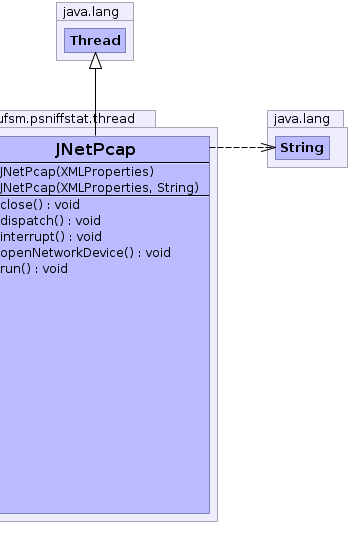 java.lang
Thread
ufsm.psniffstat.thread
java.lang
JNetPcap
String
JNetPcap(XMLProperties)
JNetPcap(XMLProperties, String)
close() : void
dispatch() : void
interrupt() : void
openNetworkDevice() : void
run() : void